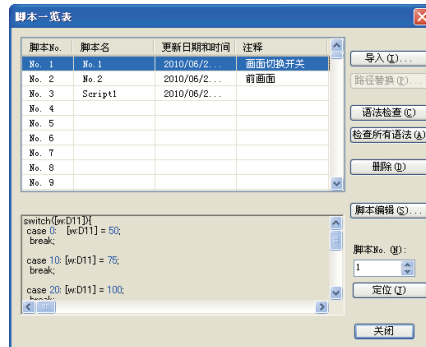 脚本一览表
脚本No. 脚本名 更新日期和时间 注释
No. 1 No.1 2010/06/2... 画面切换开关
No. 2 No.2 2010/06/2... 前画面
No. 3 Script1 2010/06/2...
No. 4
No. 5
No. 6
No. 7
No. 8
No. 9
导入(I)...
路径替换(P)...
语法检查(C)
检查所有语法(A)
删除(D)
脚本编辑(S)...
脚本No.(N):
1
定位(J)
关闭
switch([w:D11]){
case 0: [w:D11] = 50;
break;
case 10: [w:D11] = 75;
break;
case 20: [w:D11] = 100;
break;